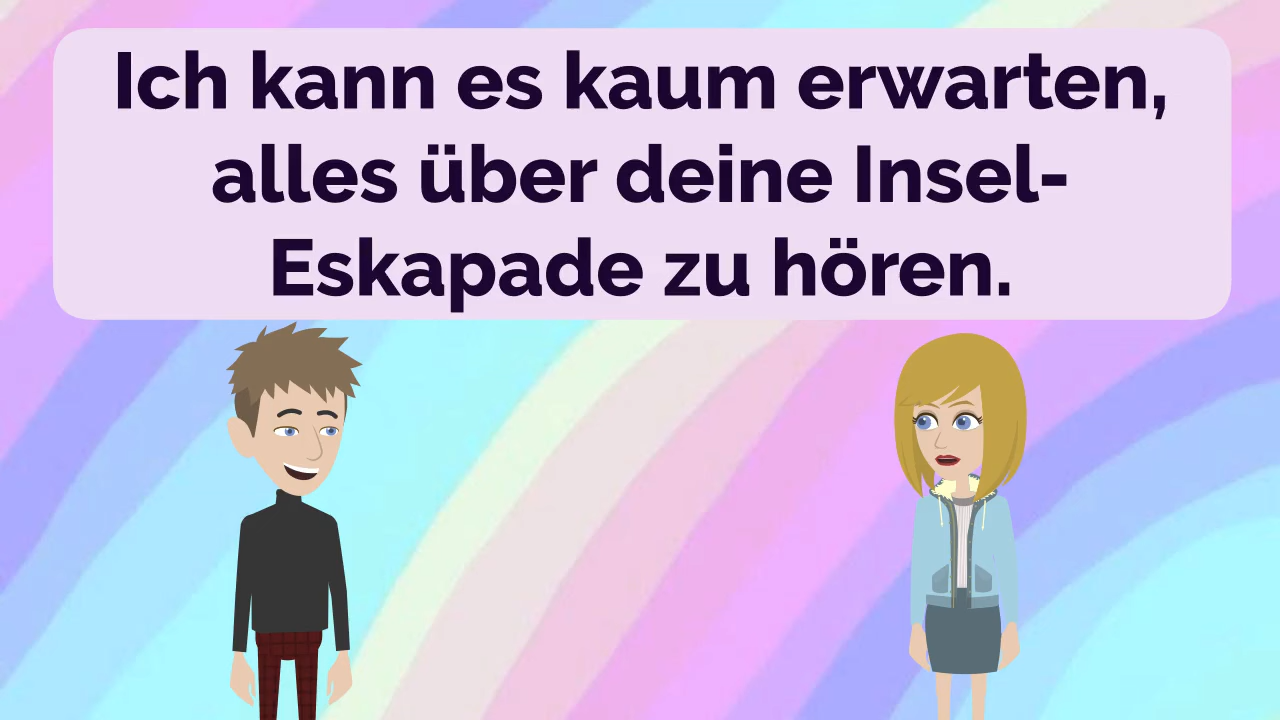 Ich kann es kaum erwarten,
alles über deine Insel-
Eskapade zu hören.